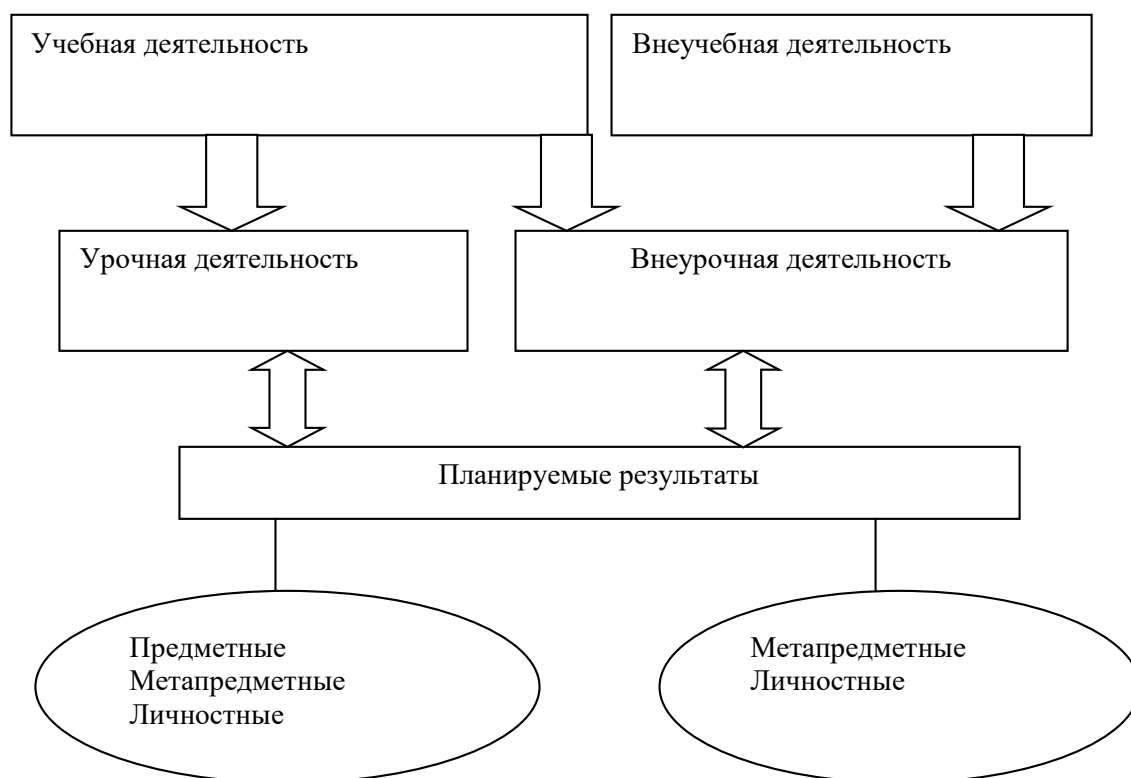 Учебная деятельность
Внеучебная деятельность
Урочная деятельность
Внеурочная деятельность
Планируемые результаты
Предметные
Метапредметные
Личностные
Метапредметные
Личностные